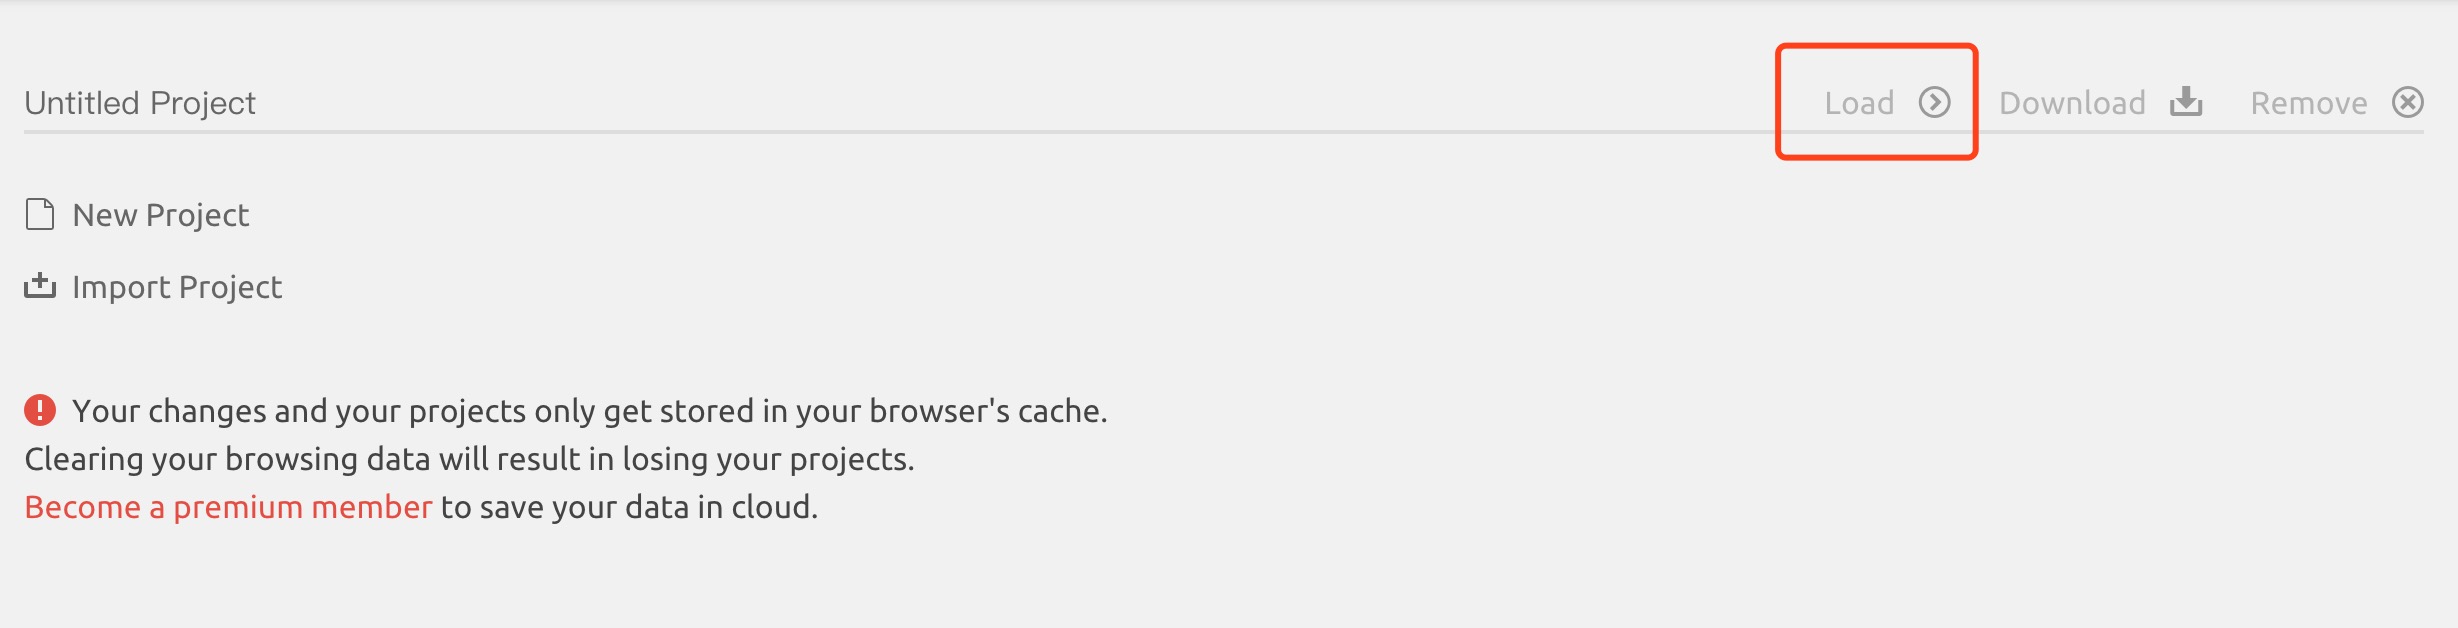 Untitled Project Load Download Remove
New Project
Import Project
Your changes and your projects only get stored in your browser's cache.
Clearing your browsing data will result in losing your projects.
Become a premium member to save your data in cloud.